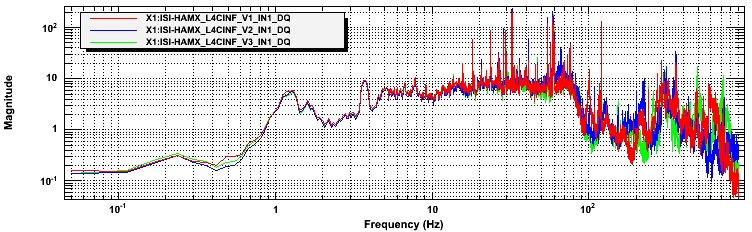 X1:ISI-HAMX_L4CINF_V1_IN1_DQ
X1:ISI-HAMX_L4CINF_V2_IN1_DQ
X1:ISI-HAMX_L4CINF_V3_IN1_DQ
Magnitude
10²
10
1
10⁻¹
10⁻¹ 1 10 10²
Frequency (Hz)